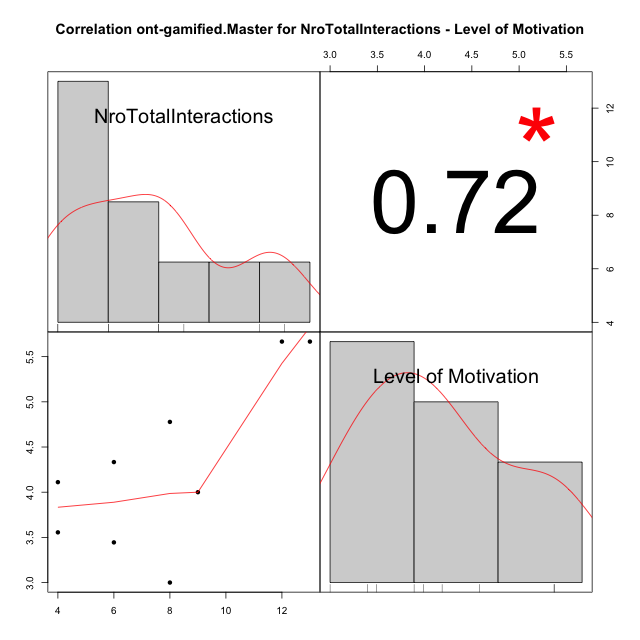 Correlation ont-gamified.Master for NroTotalInteractions - Level of Motivation
3.0 3.5 4.0 4.5 5.0 5.5
NroTotalInteractions
*
0.72
12
10
8
6
4
Level of Motivation
5.5
5.0
4.5
4.0
3.5
3.0
4 6 8 10 12